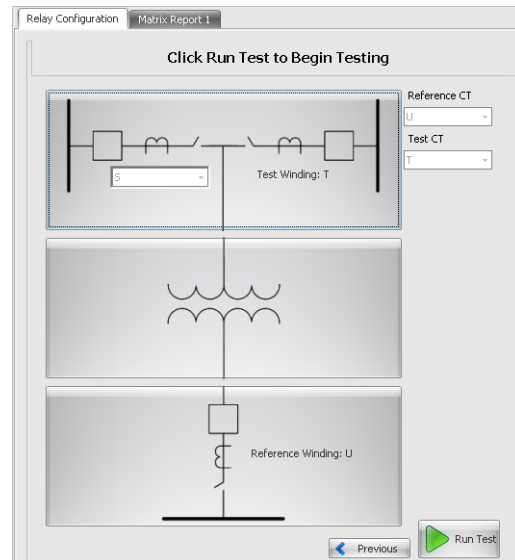 Relay Configuration
Matrix Report 1
Click Run Test to Begin Testing
Reference CT
U
Test CT
T
S
Test Winding: T
Reference Winding: U
Previous
Run Test